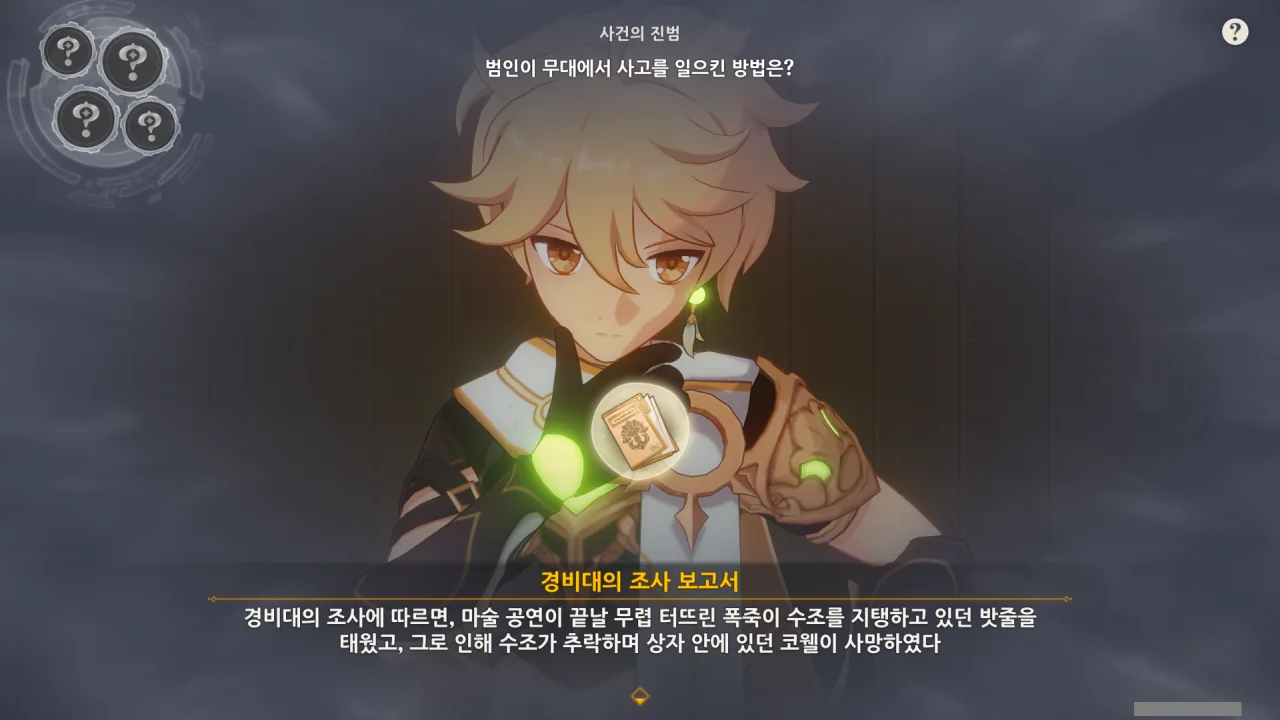 사건의 진범
범인이 무대에서 사고를 일으킨 방법은?
경비대의 조사 보고서
경비대의 조사에 따르면, 마술 공연이 끝날 무렵 터뜨린 폭죽이 수조를 지탱하고 있던 밧줄을
태웠고, 그로 인해 수조가 추락하며 상자 안에 있던 코웰이 사망하였다